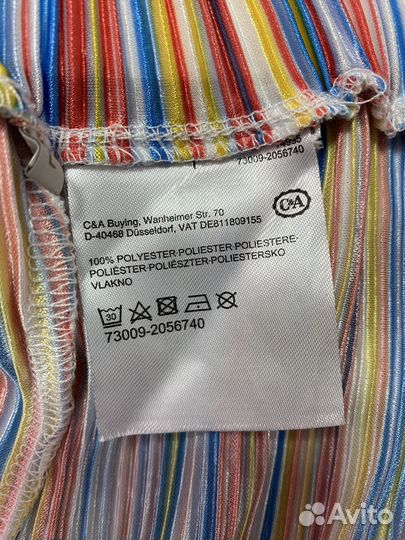 73009-2056740
C&A Buying, Wanheimer Str. 70
D-40468 Düsseldorf, VAT DE811809155
C&A
100% POLYESTER·POLIESTER·POLIESTERE·
POLIÉSTER·POLIÉSZTER·POLIESTERSKO
VLAKNO
30
73009-2056740
Avito